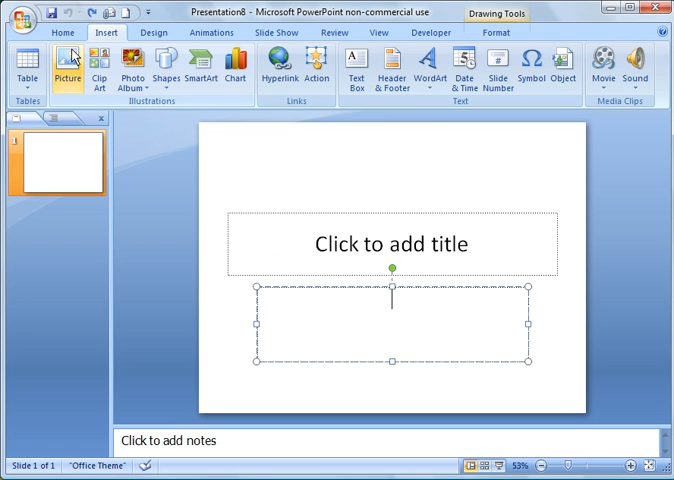 Presentation8 - Microsoft PowerPoint non-commercial use
Drawing Tools
Home Insert Design Animations Slide Show Review View Developer Format
Table Picture Clip Art Photo Album Shapes SmartArt Chart Hyperlink Action Text Box Header & Footer WordArt Date & Time Slide Number Symbol Object Movie Sound
Tables Illustrations Links Text Media Clips
1
Click to add title
Click to add notes
Slide 1 of 1 "Office Theme" 53%